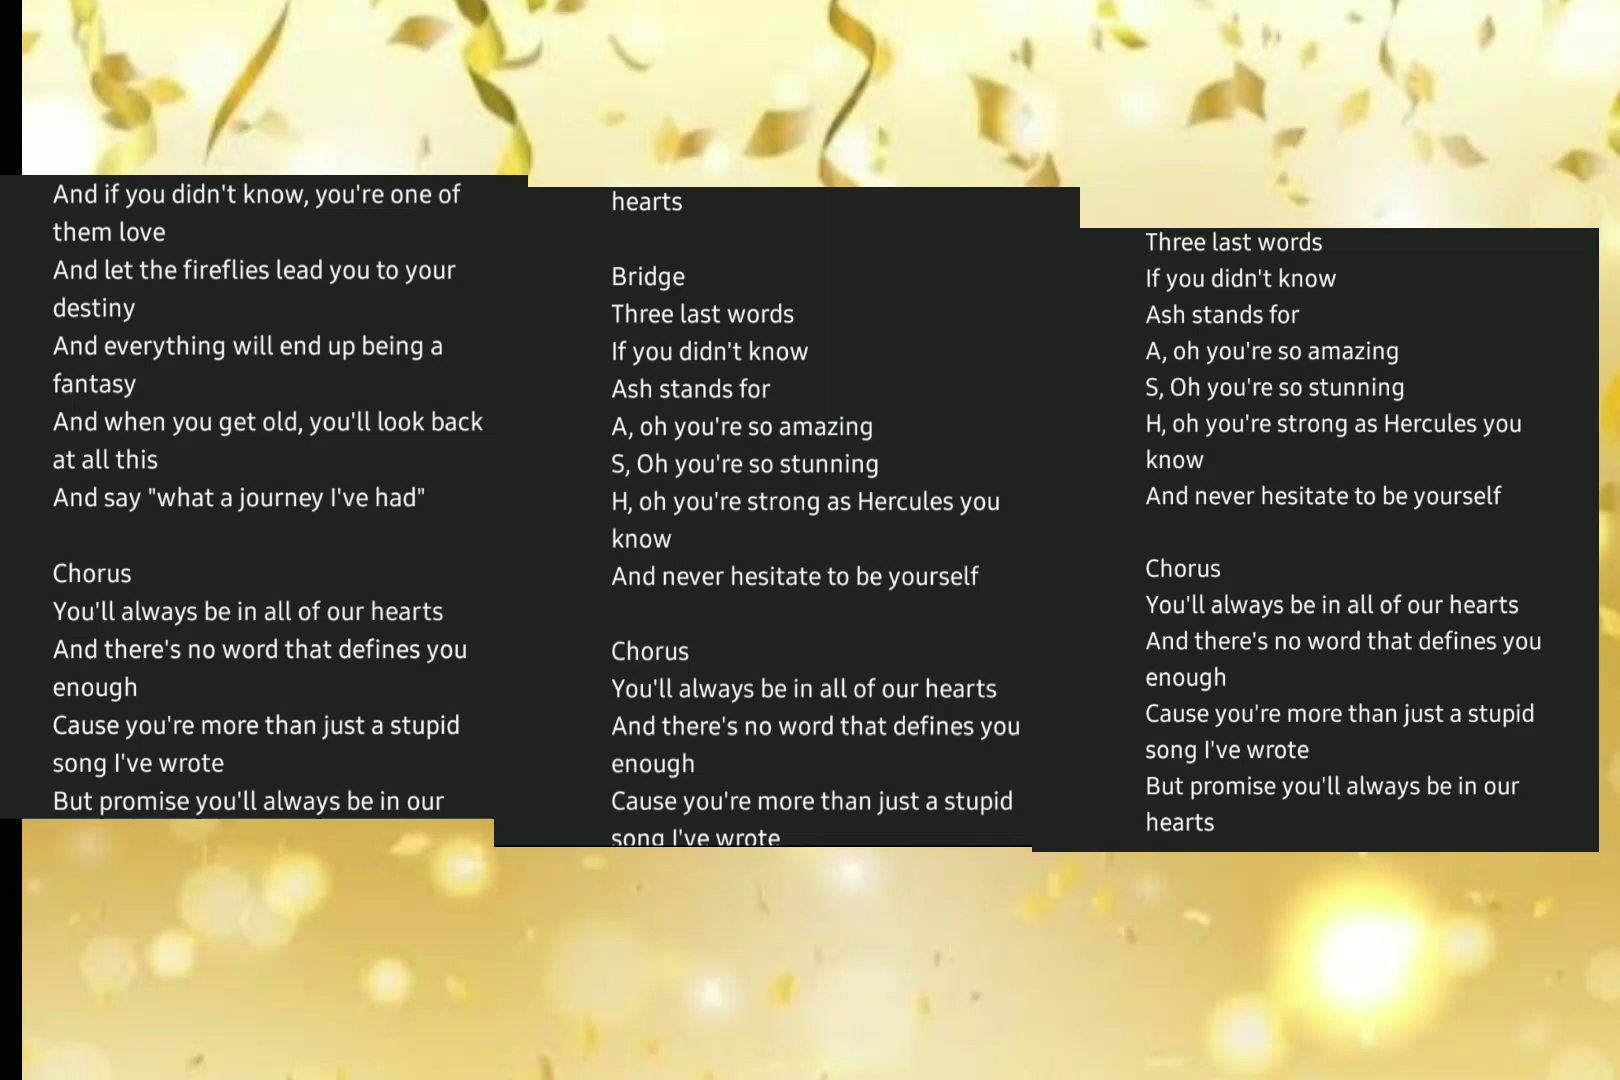 And if you didn't know, you're one of
them love
And let the fireflies lead you to your
destiny
And everything will end up being a
fantasy
And when you get old, you'll look back
at all this
And say "what a journey I've had"
Chorus
You'll always be in all of our hearts
And there's no word that defines you
enough
Cause you're more than just a stupid
song I've wrote
But promise you'll always be in our
hearts
Bridge
Three last words
If you didn't know
Ash stands for
A, oh you're so amazing
S, Oh you're so stunning
H, oh you're strong as Hercules you
know
And never hesitate to be yourself
Chorus
You'll always be in all of our hearts
And there's no word that defines you
enough
Cause you're more than just a stupid
song I've wrote
Three last words
If you didn't know
Ash stands for
A, oh you're so amazing
S, Oh you're so stunning
H, oh you're strong as Hercules you
know
And never hesitate to be yourself
Chorus
You'll always be in all of our hearts
And there's no word that defines you
enough
Cause you're more than just a stupid
song I've wrote
But promise you'll always be in our
hearts